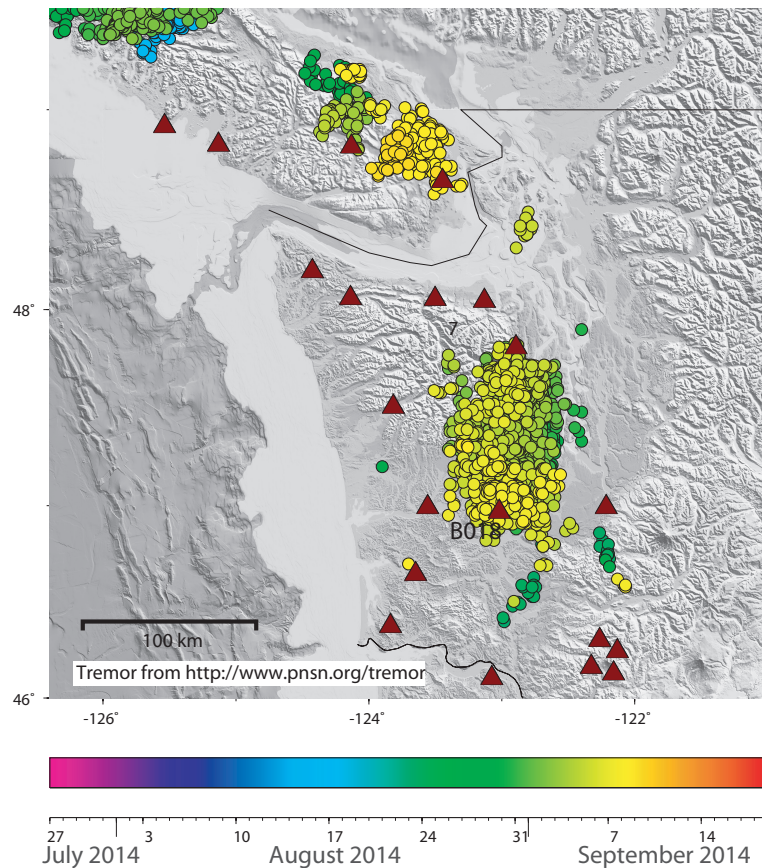 48˚
7
B018
100 km
Tremor from http://www.pnsn.org/tremor
46˚
-126˚ -124˚ -122˚
27 3 10 17 24 31 7 14
July 2014 August 2014 September 2014